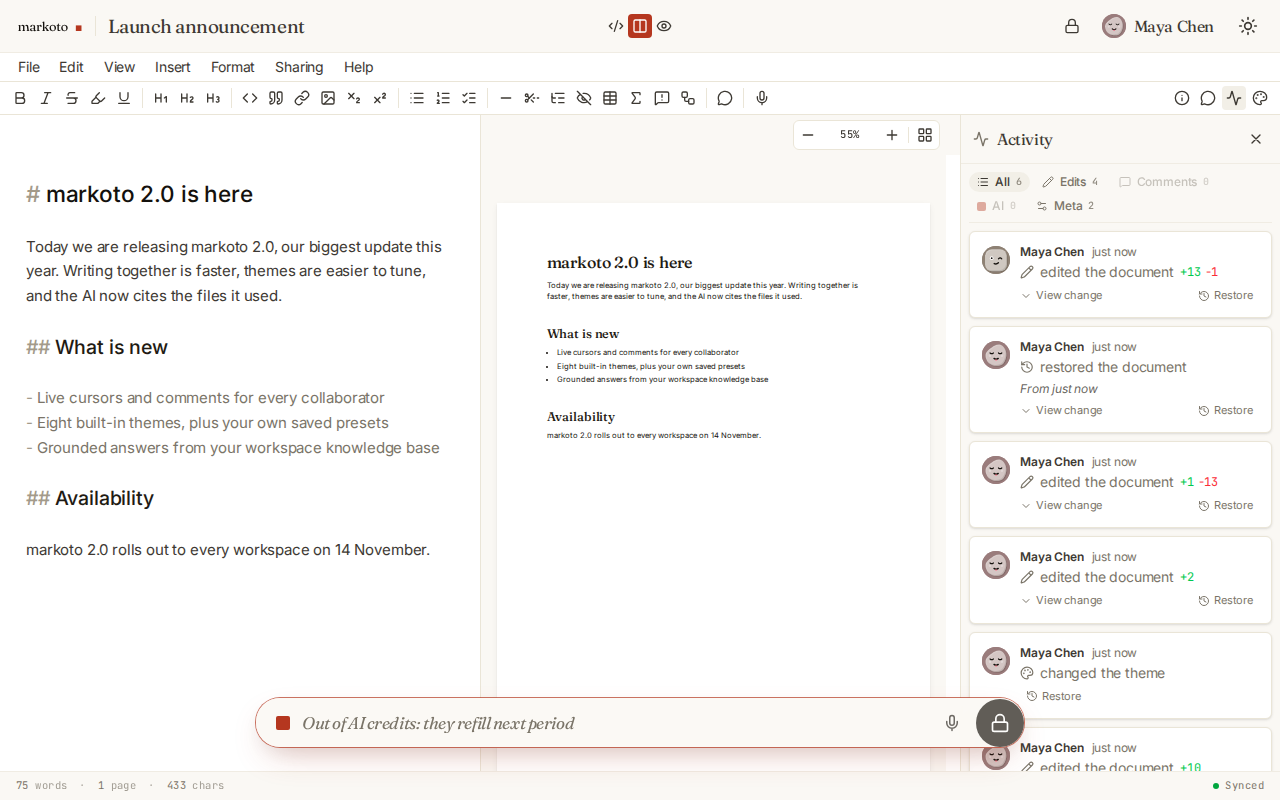 markoto
Launch announcement
Maya Chen
File Edit View Insert Format Sharing Help
H1 H2 H3
55%
Activity
All 6 Edits 4 Comments 0
AI 0 Meta 2
# markoto 2.0 is here
Today we are releasing markoto 2.0, our biggest update this
year. Writing together is faster, themes are easier to tune,
and the AI now cites the files it used.
## What is new
- Live cursors and comments for every collaborator
- Eight built-in themes, plus your own saved presets
- Grounded answers from your workspace knowledge base
## Availability
markoto 2.0 rolls out to every workspace on 14 November.
markoto 2.0 is here
Today we are releasing markoto 2.0, our biggest update this year. Writing together is
faster, themes are easier to tune, and the AI now cites the files it used.
What is new
• Live cursors and comments for every collaborator
• Eight built-in themes, plus your own saved presets
• Grounded answers from your workspace knowledge base
Availability
markoto 2.0 rolls out to every workspace on 14 November.
Maya Chen just now
edited the document +13 -1
View change Restore
Maya Chen just now
restored the document
From just now
View change Restore
Maya Chen just now
edited the document +1 -13
View change Restore
Maya Chen just now
edited the document +2
View change Restore
Maya Chen just now
changed the theme
Restore
Maya Chen just now
edited the document +10
Out of AI credits: they refill next period
75 words · 1 page · 433 chars
Synced